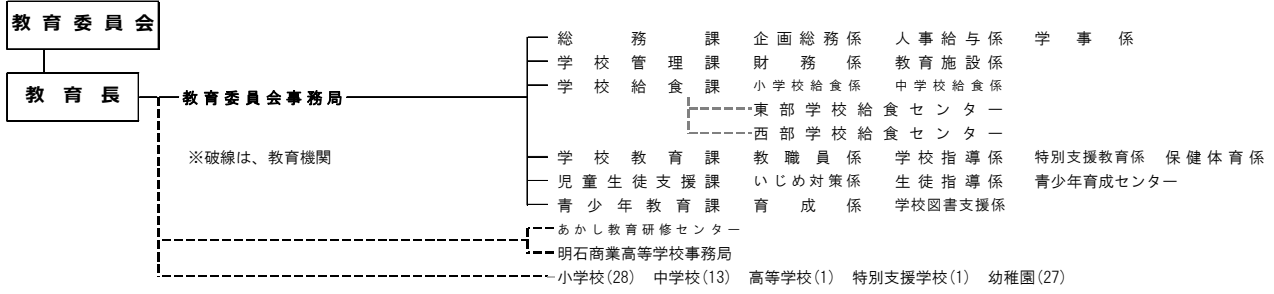 教育委員会
総務課 企画総務係 人事給与係 学事係
学校管理課 財務係 教育施設係
学校給食課 小学校給食係 中学校給食係
教育長 教育委員会事務局
東部学校給食センター
西部学校給食センター
※破線は、教育機関
学校教育課 教職員係 学校指導係 特別支援教育係 保健体育係
児童生徒支援課 いじめ対策係 生徒指導係 青少年育成センター
青少年教育課 育成係 学校図書支援係
あかし教育研修センター
明石商業高等学校事務局
小学校(28) 中学校(13) 高等学校(1) 特別支援学校(1) 幼稚園(27)